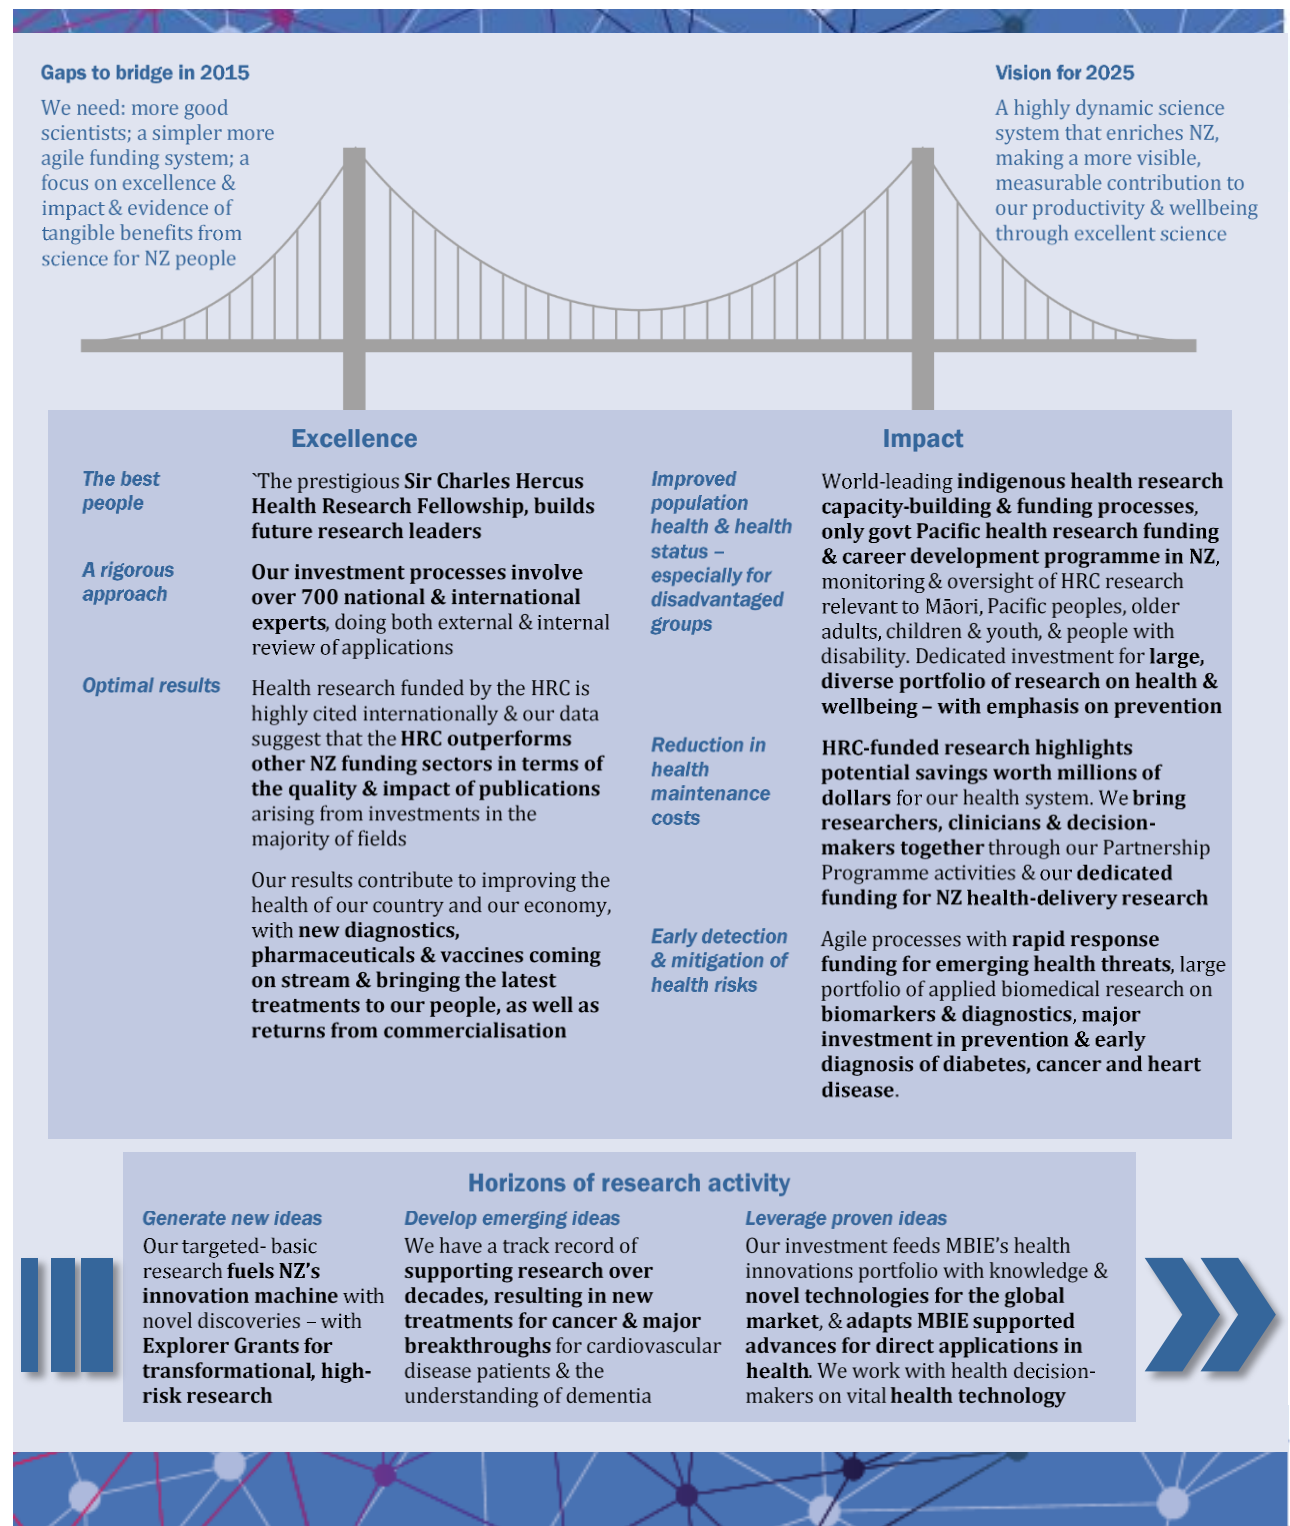 Gaps to bridge in 2015
We need: more good
scientists; a simpler more
agile funding system; a
focus on excellence &
impact & evidence of
tangible benefits from
science for NZ people
Vision for 2025
A highly dynamic science
system that enriches NZ,
making a more visible,
measurable contribution to
our productivity & wellbeing
through excellent science
Excellence
The best
people
`The prestigious Sir Charles Hercus
Health Research Fellowship, builds
future research leaders
A rigorous
approach
Our investment processes involve
over 700 national & international
experts, doing both external & internal
review of applications
Optimal results
Health research funded by the HRC is
highly cited internationally & our data
suggest that the HRC outperforms
other NZ funding sectors in terms of
the quality & impact of publications
arising from investments in the
majority of fields
Our results contribute to improving the
health of our country and our economy,
with new diagnostics,
pharmaceuticals & vaccines coming
on stream & bringing the latest
treatments to our people, as well as
returns from commercialisation
Impact
Improved
population
health & health
status –
especially for
disadvantaged
groups
World-leading indigenous health research
capacity-building & funding processes,
only govt Pacific health research funding
& career development programme in NZ,
monitoring & oversight of HRC research
relevant to Māori, Pacific peoples, older
adults, children & youth, & people with
disability. Dedicated investment for large,
diverse portfolio of research on health &
wellbeing – with emphasis on prevention
Reduction in
health
maintenance
costs
HRC-funded research highlights
potential savings worth millions of
dollars for our health system. We bring
researchers, clinicians & decision-
makers together through our Partnership
Programme activities & our dedicated
funding for NZ health-delivery research
Early detection
& mitigation of
health risks
Agile processes with rapid response
funding for emerging health threats, large
portfolio of applied biomedical research on
biomarkers & diagnostics, major
investment in prevention & early
diagnosis of diabetes, cancer and heart
disease.
Horizons of research activity
Generate new ideas
Our targeted- basic
research fuels NZ's
innovation machine with
novel discoveries – with
Explorer Grants for
transformational, high-
risk research
Develop emerging ideas
We have a track record of
supporting research over
decades, resulting in new
treatments for cancer & major
breakthroughs for cardiovascular
disease patients & the
understanding of dementia
Leverage proven ideas
Our investment feeds MBIE's health
innovations portfolio with knowledge &
novel technologies for the global
market, & adapts MBIE supported
advances for direct applications in
health. We work with health decision-
makers on vital health technology